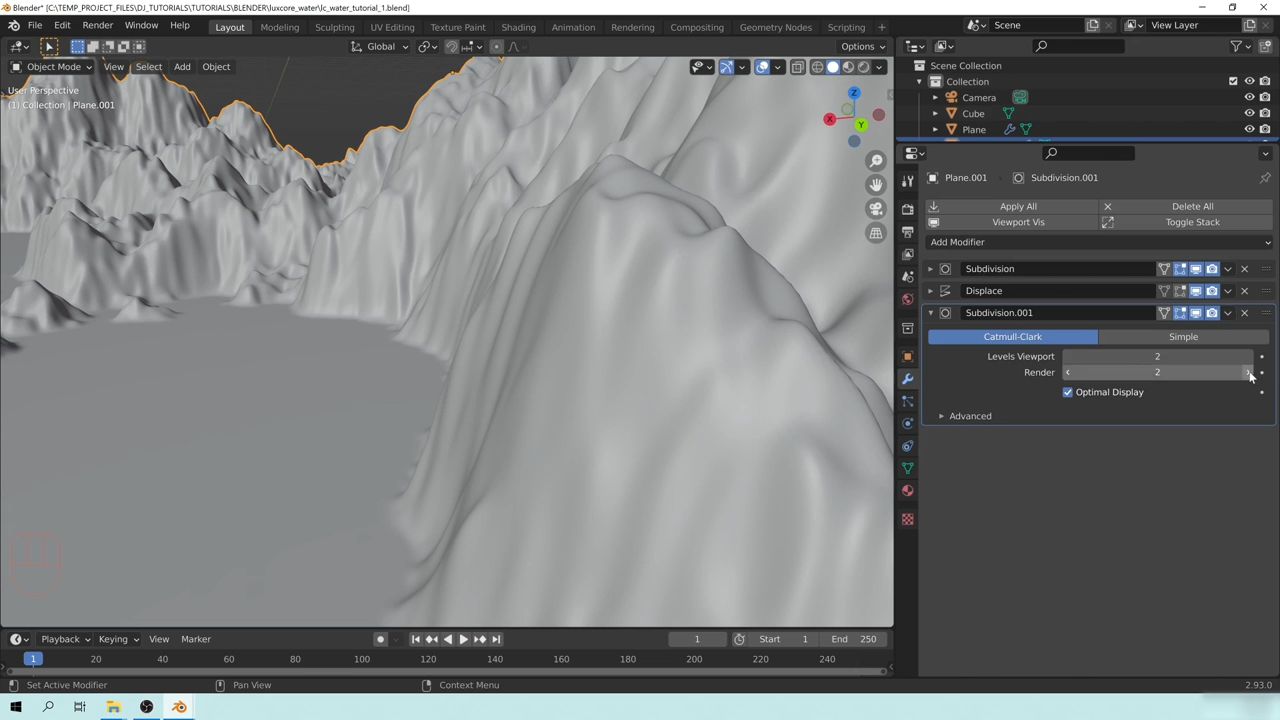 Blender* [C:\TEMP_PROJECT_FILES\DJ_TUTORIALS\TUTORIALS\BLENDER\luxcore_water\lc_water_tutorial_1.blend]
File Edit Render Window Help Layout Modeling Sculpting UV Editing Texture Paint Shading Animation Rendering Compositing Geometry Nodes Scripting Scene View Layer
Global Options
Object Mode View Select Add Object
User Perspective
(1) Collection | Plane.001
X Y Z
Scene Collection
Collection
Camera
Cube
Plane
Plane.001 Subdivision.001
Apply All Delete All
Viewport Vis Toggle Stack
Add Modifier
Subdivision
Displace
Subdivision.001
Catmull-Clark Simple
Levels Viewport 2
Render 2
Optimal Display
Advanced
Playback Keying View Marker 1 Start 1 End 250
1 20 40 60 80 100 120 140 160 180 200 220 240
Set Active Modifier Pan View Context Menu 2.93.0